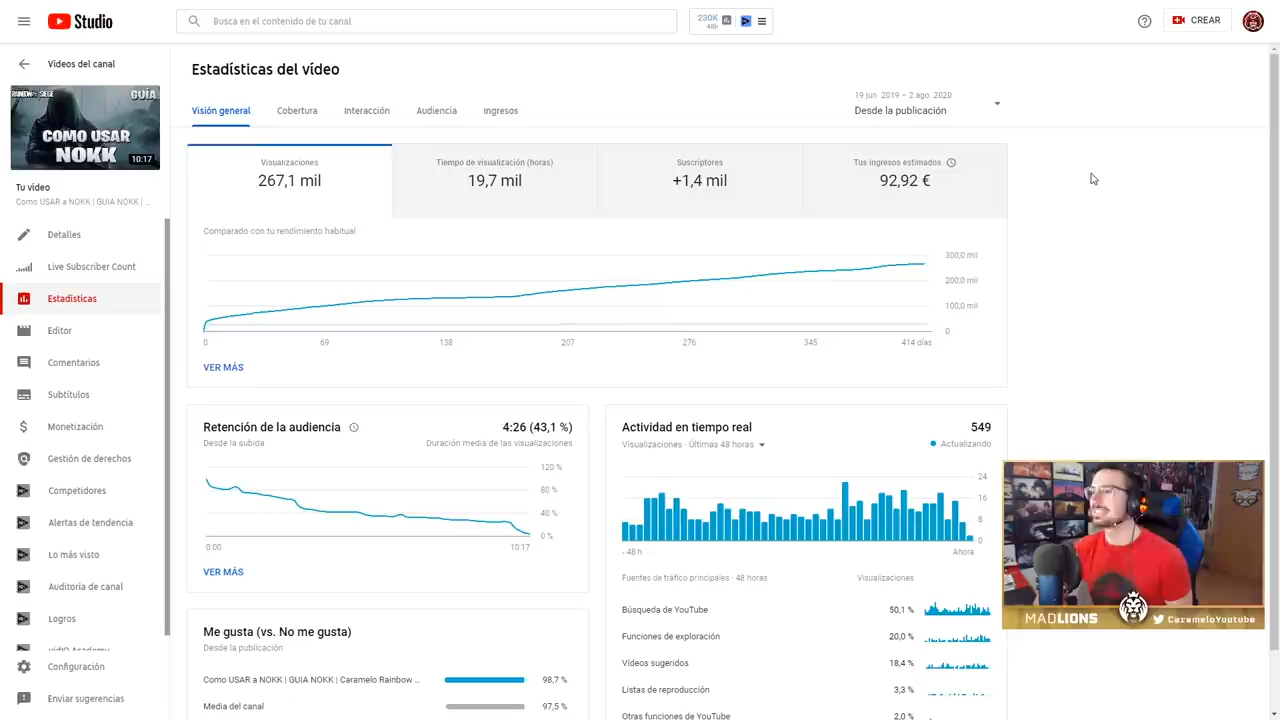 Studio
Busca en el contenido de tu canal
230K
48h
CREAR
Vídeos del canal
RAINBOW SIEGE
GUÍA
COMO USAR
NOKK
10:17
Tu vídeo
Como USAR a NOKK | GUIA NOKK | ...
Detalles
Live Subscriber Count
Estadísticas
Editor
Comentarios
Subtítulos
Monetización
Gestión de derechos
Competidores
Alertas de tendencia
Lo más visto
Auditoría de canal
Logros
vidIQ Academy
Configuración
Enviar sugerencias
Estadísticas del vídeo
Visión general
Cobertura
Interacción
Audiencia
Ingresos
19 jun. 2019 – 2 ago. 2020
Desde la publicación
Visualizaciones
267,1 mil
Tiempo de visualización (horas)
19,7 mil
Suscriptores
+1,4 mil
Tus ingresos estimados
92,92 €
Comparado con tu rendimiento habitual
300,0 mil
200,0 mil
100,0 mil
0
0 69 138 207 276 345 414 días
VER MÁS
Retención de la audiencia
4:26 (43,1 %)
Desde la subida
Duración media de las visualizaciones
120 %
80 %
40 %
0 %
0:00 10:17
VER MÁS
Me gusta (vs. No me gusta)
Desde la publicación
Como USAR a NOKK | GUIA NOKK | Caramelo Rainbow ... 98,7 %
Media del canal 97,5 %
Actividad en tiempo real
549
Visualizaciones · Últimas 48 horas
Actualizando
24
16
8
0
- 48 h
Ahora
Fuentes de tráfico principales · 48 horas
Visualizaciones
Búsqueda de YouTube 50,1 %
Funciones de exploración 20,0 %
Vídeos sugeridos 18,4 %
Listas de reproducción 3,3 %
Otras funciones de YouTube 2,0 %
MADLIONS
CarameloYoutube